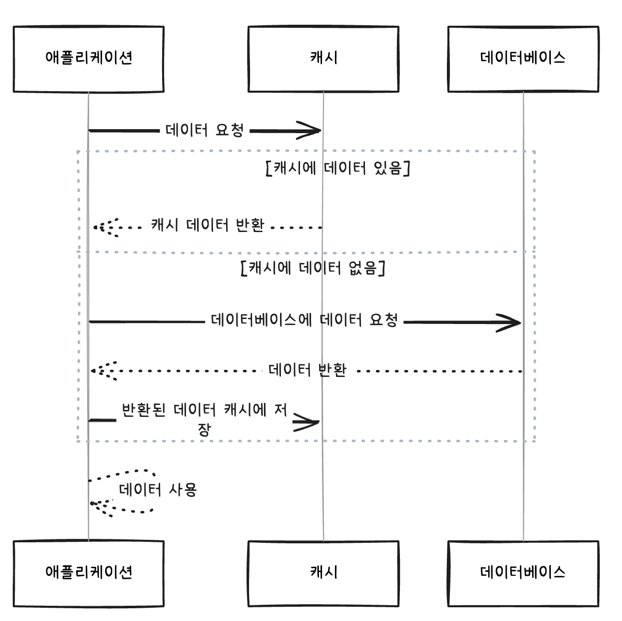 애플리케이션
캐시
데이터베이스
데이터 요청
[캐시에 데이터 있음]
캐시 데이터 반환
[캐시에 데이터 없음]
데이터베이스에 데이터 요청
데이터 반환
반환된 데이터 캐시에 저
장
데이터 사용
애플리케이션
캐시
데이터베이스